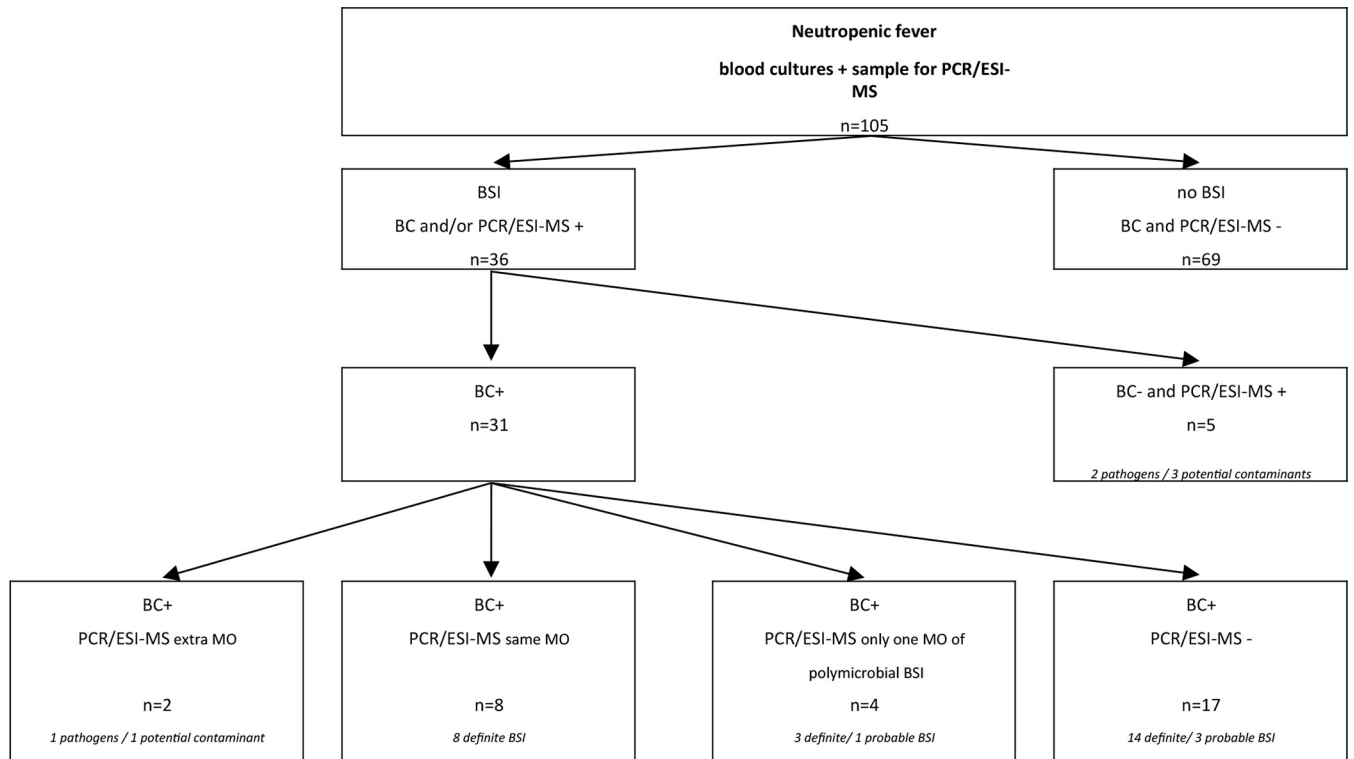 Neutropenic fever
blood cultures + sample for PCR/ESI-
MS
n=105
BSI
BC and/or PCR/ESI-MS +
n=36
no BSI
BC and PCR/ESI-MS -
n=69
BC+
n=31
BC- and PCR/ESI-MS +
n=5
2 pathogens / 3 potential contaminants
BC+
PCR/ESI-MS extra MO
n=2
1 pathogens / 1 potential contaminant
BC+
PCR/ESI-MS same MO
n=8
8 definite BSI
BC+
PCR/ESI-MS only one MO of
polymicrobial BSI
n=4
3 definite/ 1 probable BSI
BC+
PCR/ESI-MS -
n=17
14 definite/ 3 probable BSI